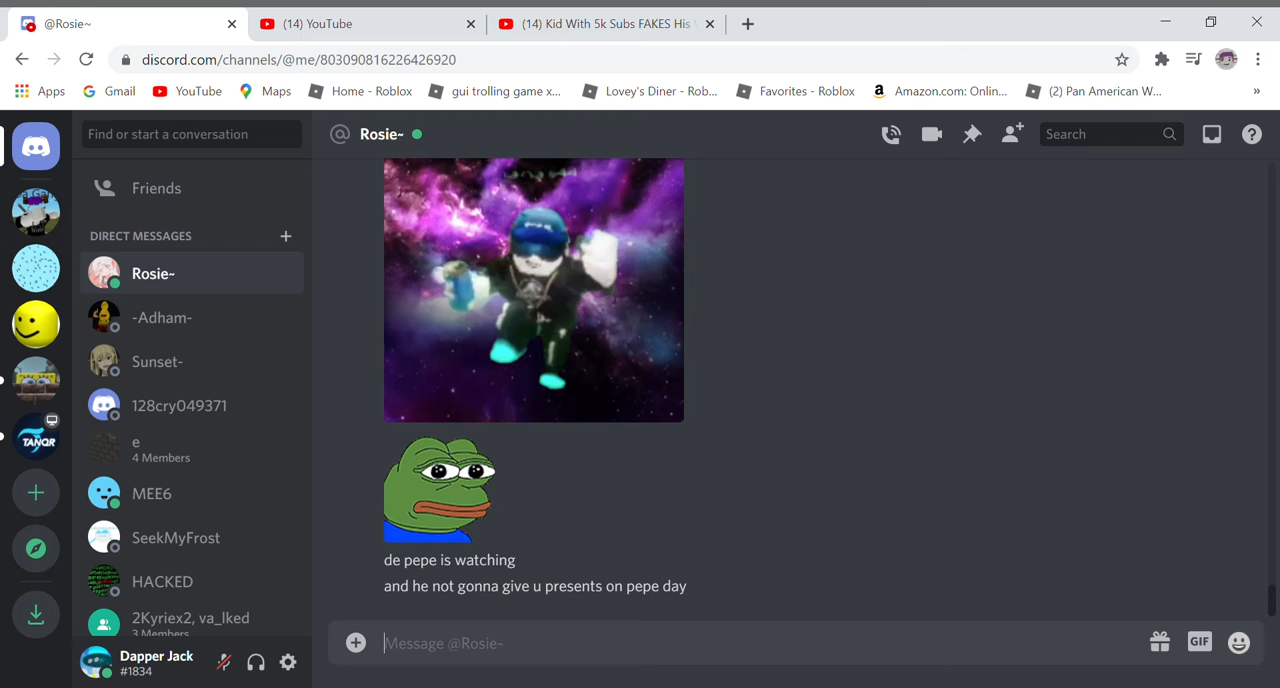 @Rosie~
(14) YouTube
(14) Kid With 5k Subs FAKES His
discord.com/channels/@me/803090816226426920
Apps
Gmail
YouTube
Maps
Home - Roblox
gui trolling game x...
Lovey's Diner - Rob...
Favorites - Roblox
Amazon.com: Onlin...
(2) Pan American W...
»
Find or start a conversation
@ Rosie~
Search
Friends
DIRECT MESSAGES
Rosie~
-Adham-
Sunset-
128cry049371
e
4 Members
MEE6
SeekMyFrost
HACKED
2Kyriex2, va_lked
3 Members
TANQR
de pepe is watching
and he not gonna give u presents on pepe day
Message @Rosie~
GIF
Dapper Jack
#1834